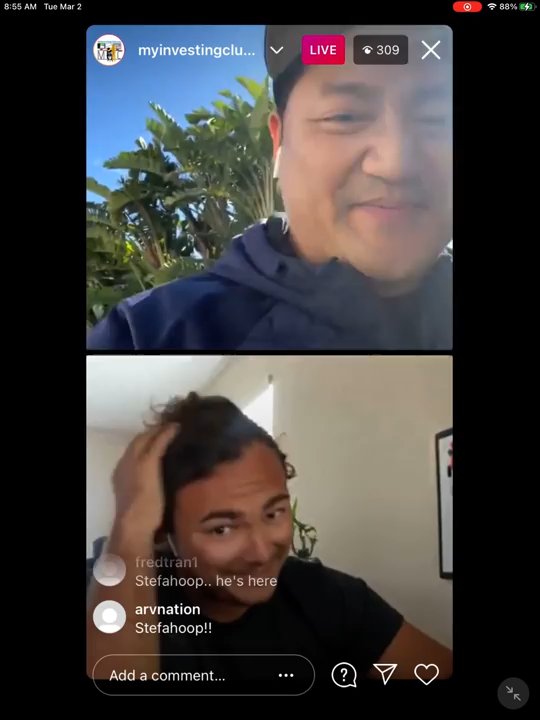 8:55 AM Tue Mar 2
88%
myinvestingclu...
LIVE
309
fredtran1
Stefahoop.. he's here
arvnation
Stefahoop!!
Add a comment...